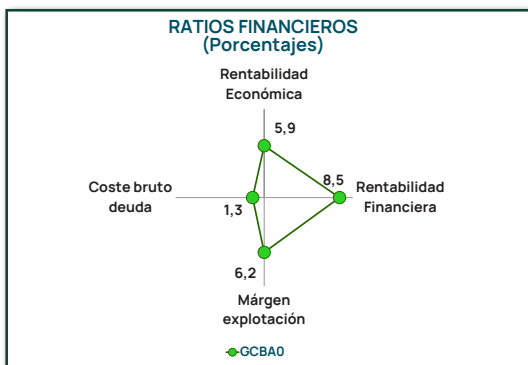 RATIOS FINANCIEROS
(Porcentajes)
Rentabilidad
Económica
5,9
Coste bruto
deuda
1,3
8,5
Rentabilidad
Financiera
6,2
Márgen
explotación
GCBA0